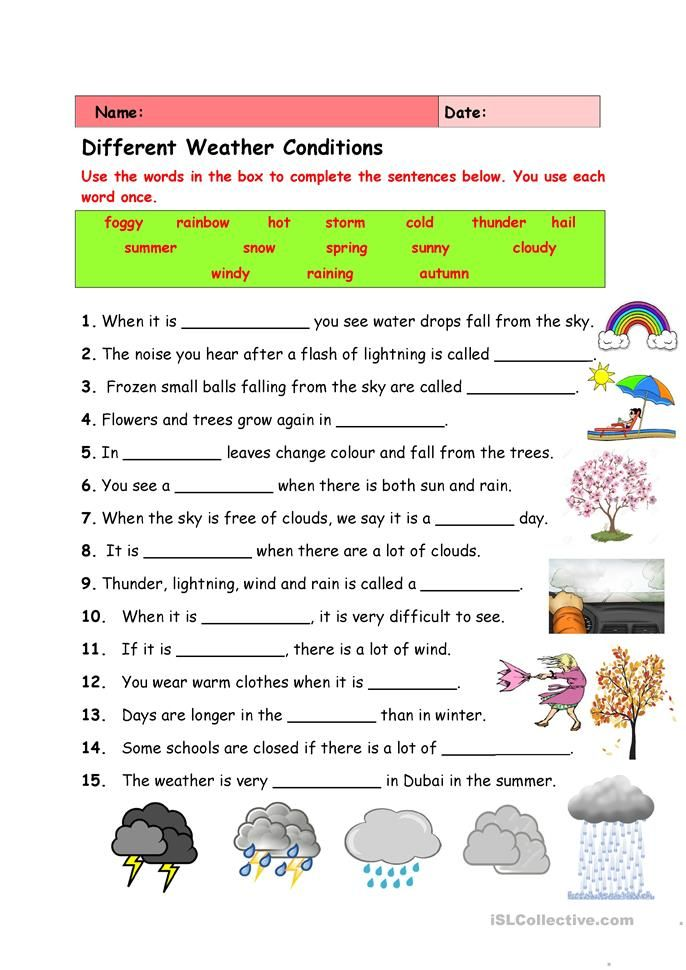 Name: Date:
Different Weather Conditions
Use the words in the box to complete the sentences below. You use each
word once.
foggy rainbow hot storm cold thunder hail
summer snow spring sunny cloudy
windy raining autumn
1. When it is _____________ you see water drops fall from the sky.
2. The noise you hear after a flash of lightning is called __________.
3. Frozen small balls falling from the sky are called ___________.
4. Flowers and trees grow again in ___________.
5. In __________ leaves change colour and fall from the trees.
6. You see a __________ when there is both sun and rain.
7. When the sky is free of clouds, we say it is a ________ day.
8. It is ___________ when there are a lot of clouds.
9. Thunder, lightning, wind and rain is called a __________.
10. When it is ___________, it is very difficult to see.
11. If it is ___________, there is a lot of wind.
12. You wear warm clothes when it is _________.
13. Days are longer in the _________ than in winter.
14. Some schools are closed if there is a lot of _____________.
15. The weather is very ___________ in Dubai in the summer.
iSLCollective.com